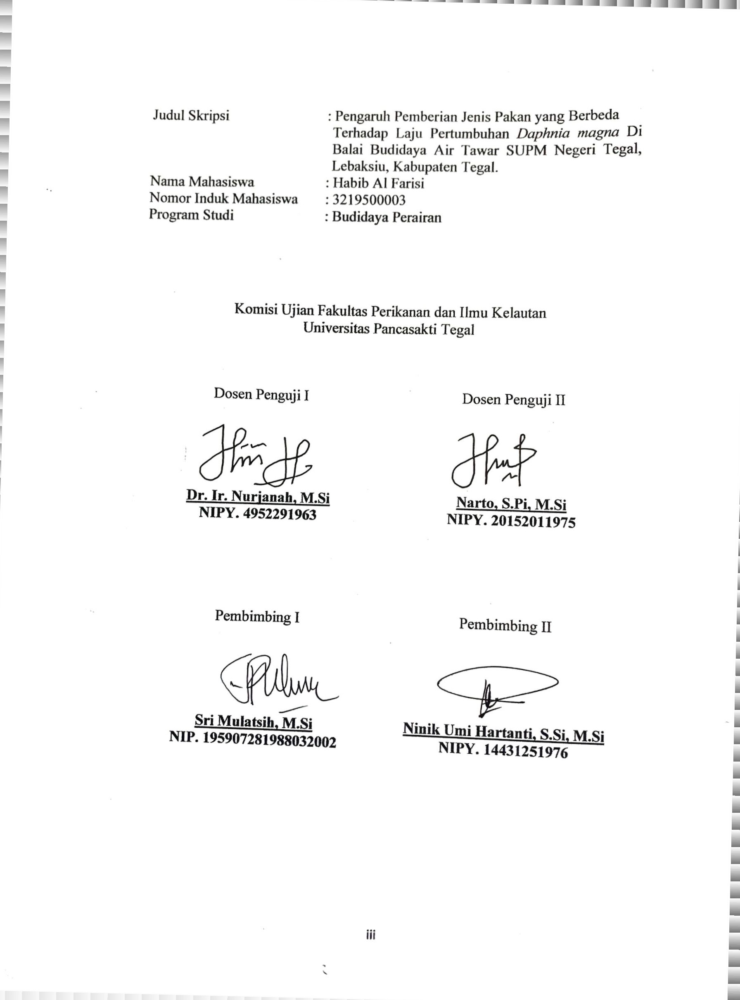 Judul Skripsi : Pengaruh Pemberian Jenis Pakan yang Berbeda
Terhadap Laju Pertumbuhan Daphnia magna Di
Balai Budidaya Air Tawar SUPM Negeri Tegal,
Lebaksiu, Kabupaten Tegal.
Nama Mahasiswa : Habib Al Farisi
Nomor Induk Mahasiswa : 3219500003
Program Studi : Budidaya Perairan
Komisi Ujian Fakultas Perikanan dan Ilmu Kelautan
Universitas Pancasakti Tegal
Dosen Penguji I
Dosen Penguji II
Dr. Ir. Nurjanah, M.Si
NIPY. 4952291963
Narto, S.Pi, M.Si
NIPY. 20152011975
Pembimbing I
Pembimbing II
Sri Mulatsih, M.Si
NIP. 195907281988032002
Ninik Umi Hartanti, S.Si, M.Si
NIPY. 14431251976
iii